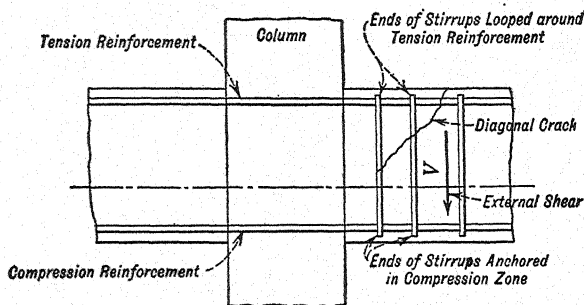 Ends of Stirrups Looped around
Tension Reinforcement
Column
Tension Reinforcement
Diagonal Crack
V
External Shear
Compression Reinforcement
Ends of Stirrups Anchored
in Compression Zone